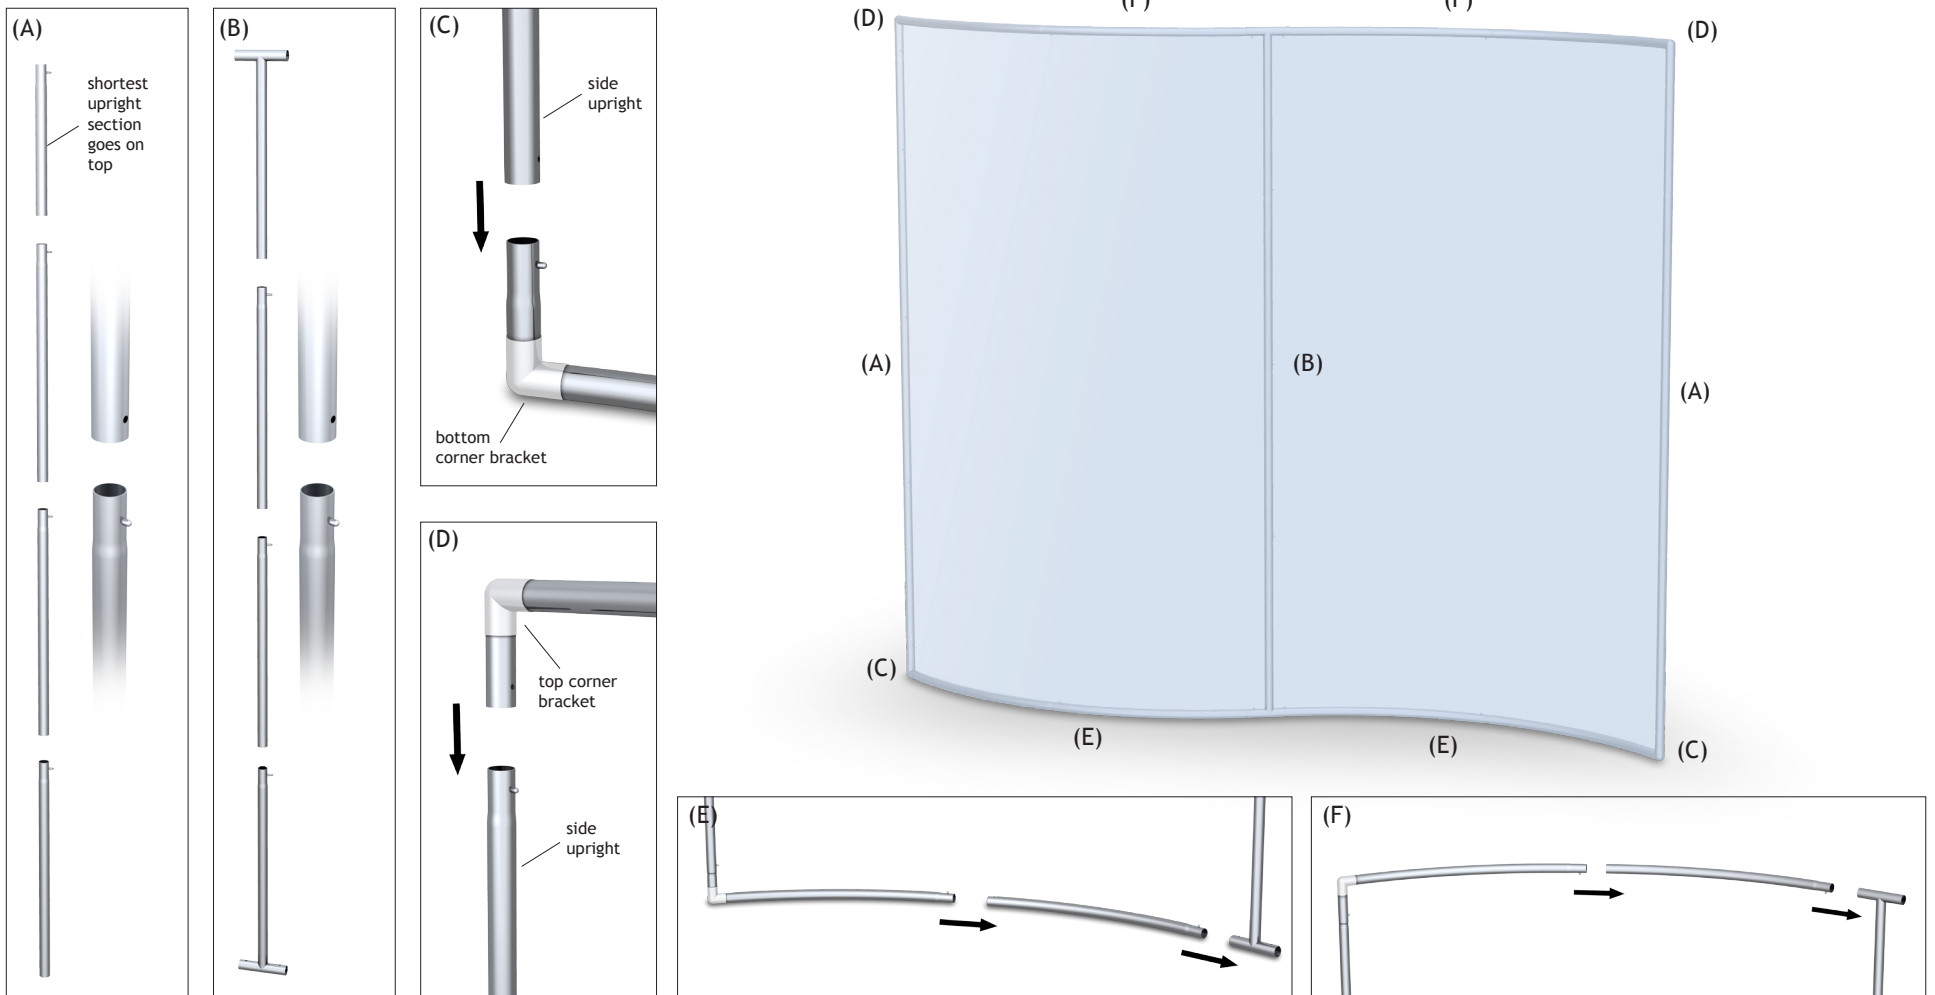 (A)
shortest
upright
section
goes on
top
(B)
(C)
side
upright
bottom
corner bracket
(D)
top corner
bracket
side
upright
(F)
(F)
(D)
(D)
(A)
(B)
(A)
(C)
(E)
(E)
(C)
(E)
(F)